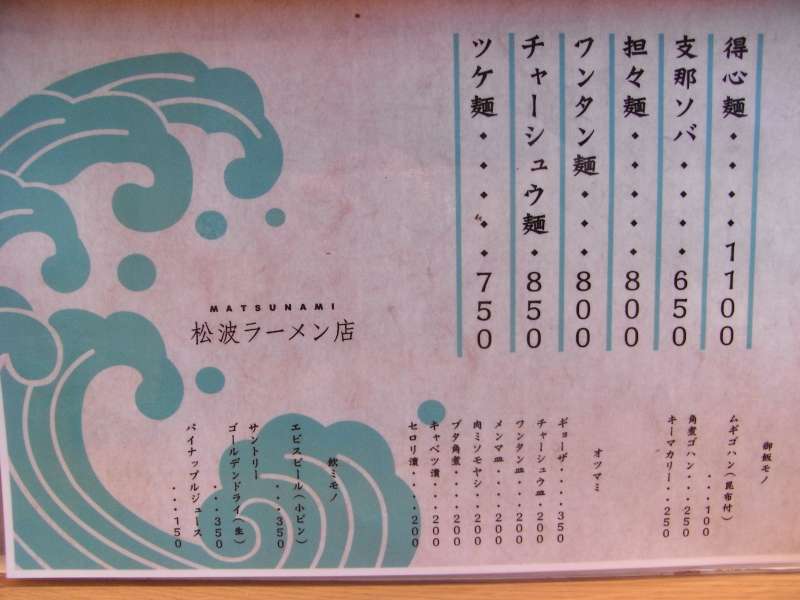 得心麺・・・・1100
支那ソバ・・・・650
担々麺・・・・・800
ワンタン麺・・・800
チャーシュウ麺・850
ツケ麺・・・・・750
MATSUNAMI
松波ラーメン店
御飯モノ
ムギゴハン(昆布付)
・・・100
角煮ゴハン・・・250
キーマカリー・・250
オツマミ
ギョーザ・・・・350
チャーシュウ皿・200
ワンタン皿・・・200
メンマ皿・・・・200
肉ミソモヤシ・・200
ブタ角煮・・・・200
キャベツ漬・・・200
セロリ漬・・・・200
飲ミモノ
エビスビール(小ビン)
・・・350
サントリー
ゴールデンドライ(生)
・・・350
パイナップルジュース
・・・150